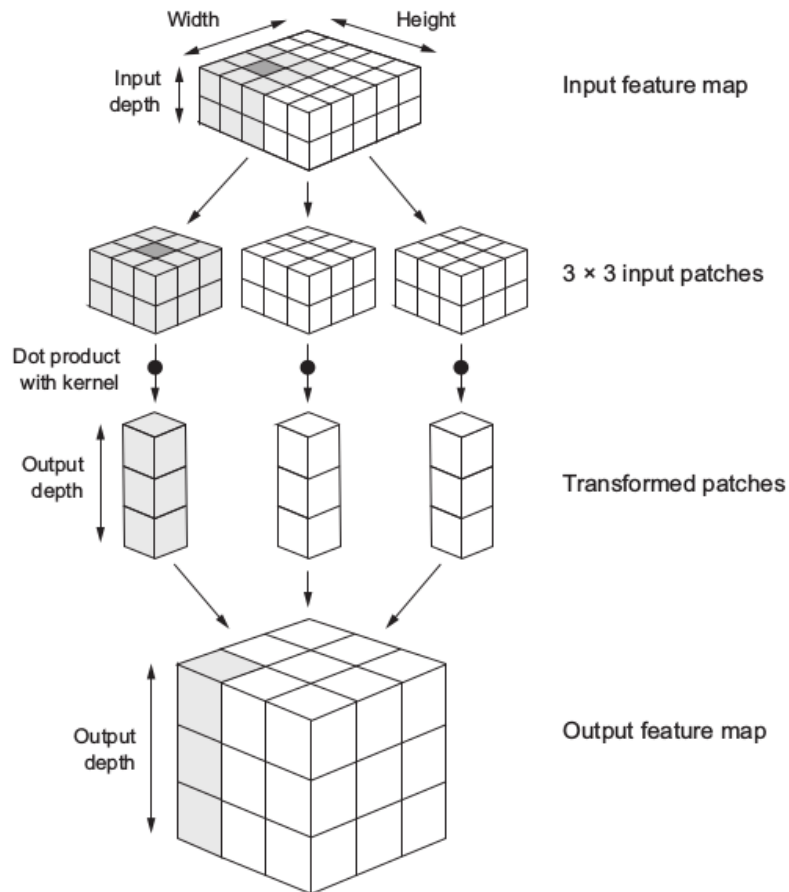 Width
Height
Input
depth
Input feature map
3 × 3 input patches
Dot product
with kernel
Output
depth
Transformed patches
Output
depth
Output feature map